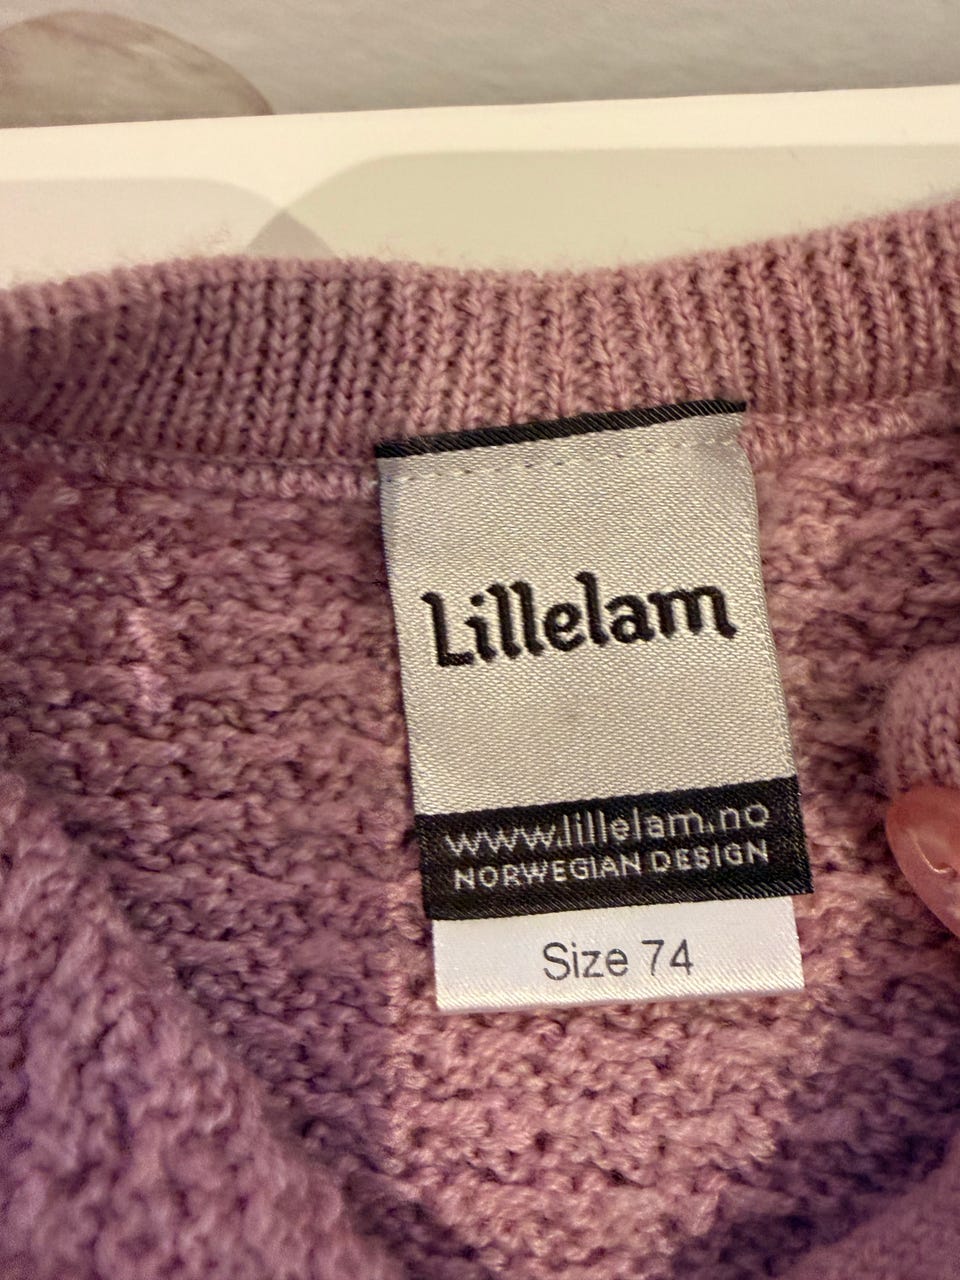 Lillelam
www.lillelam.no
NORWEGIAN DESIGN
Size 74